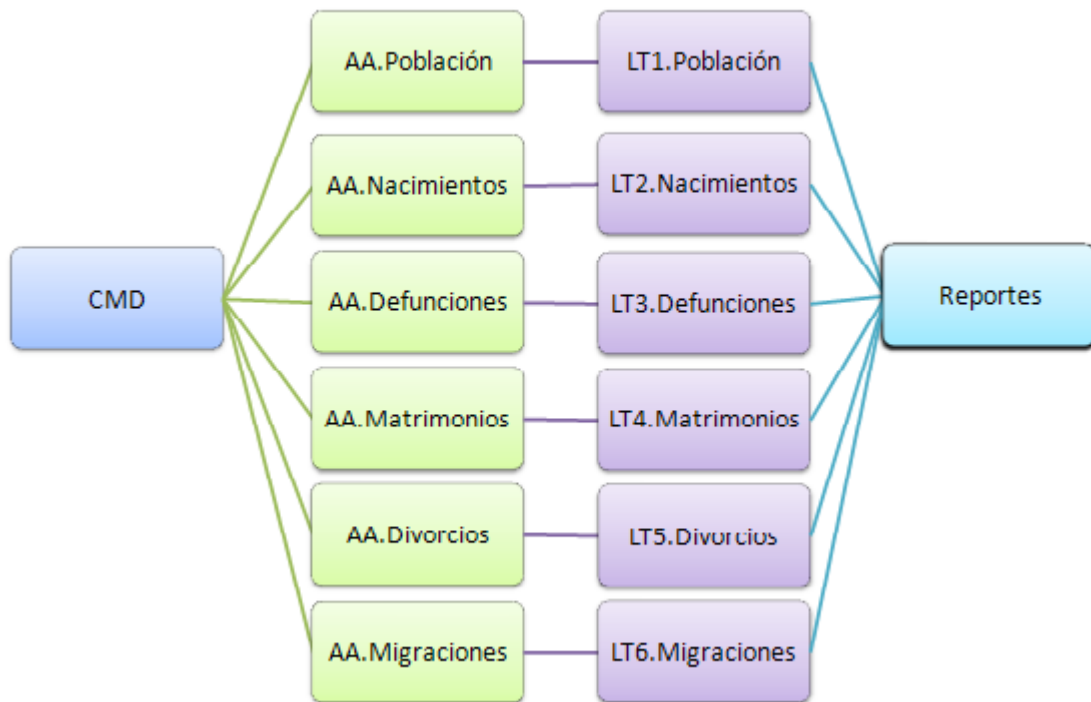 AA.Población
LT1.Población
AA.Nacimientos
LT2.Nacimientos
CMD
AA.Defunciones
LT3.Defunciones
Reportes
AA.Matrimonios
LT4.Matrimonios
AA.Divorcios
LT5.Divorcios
AA.Migraciones
LT6.Migraciones